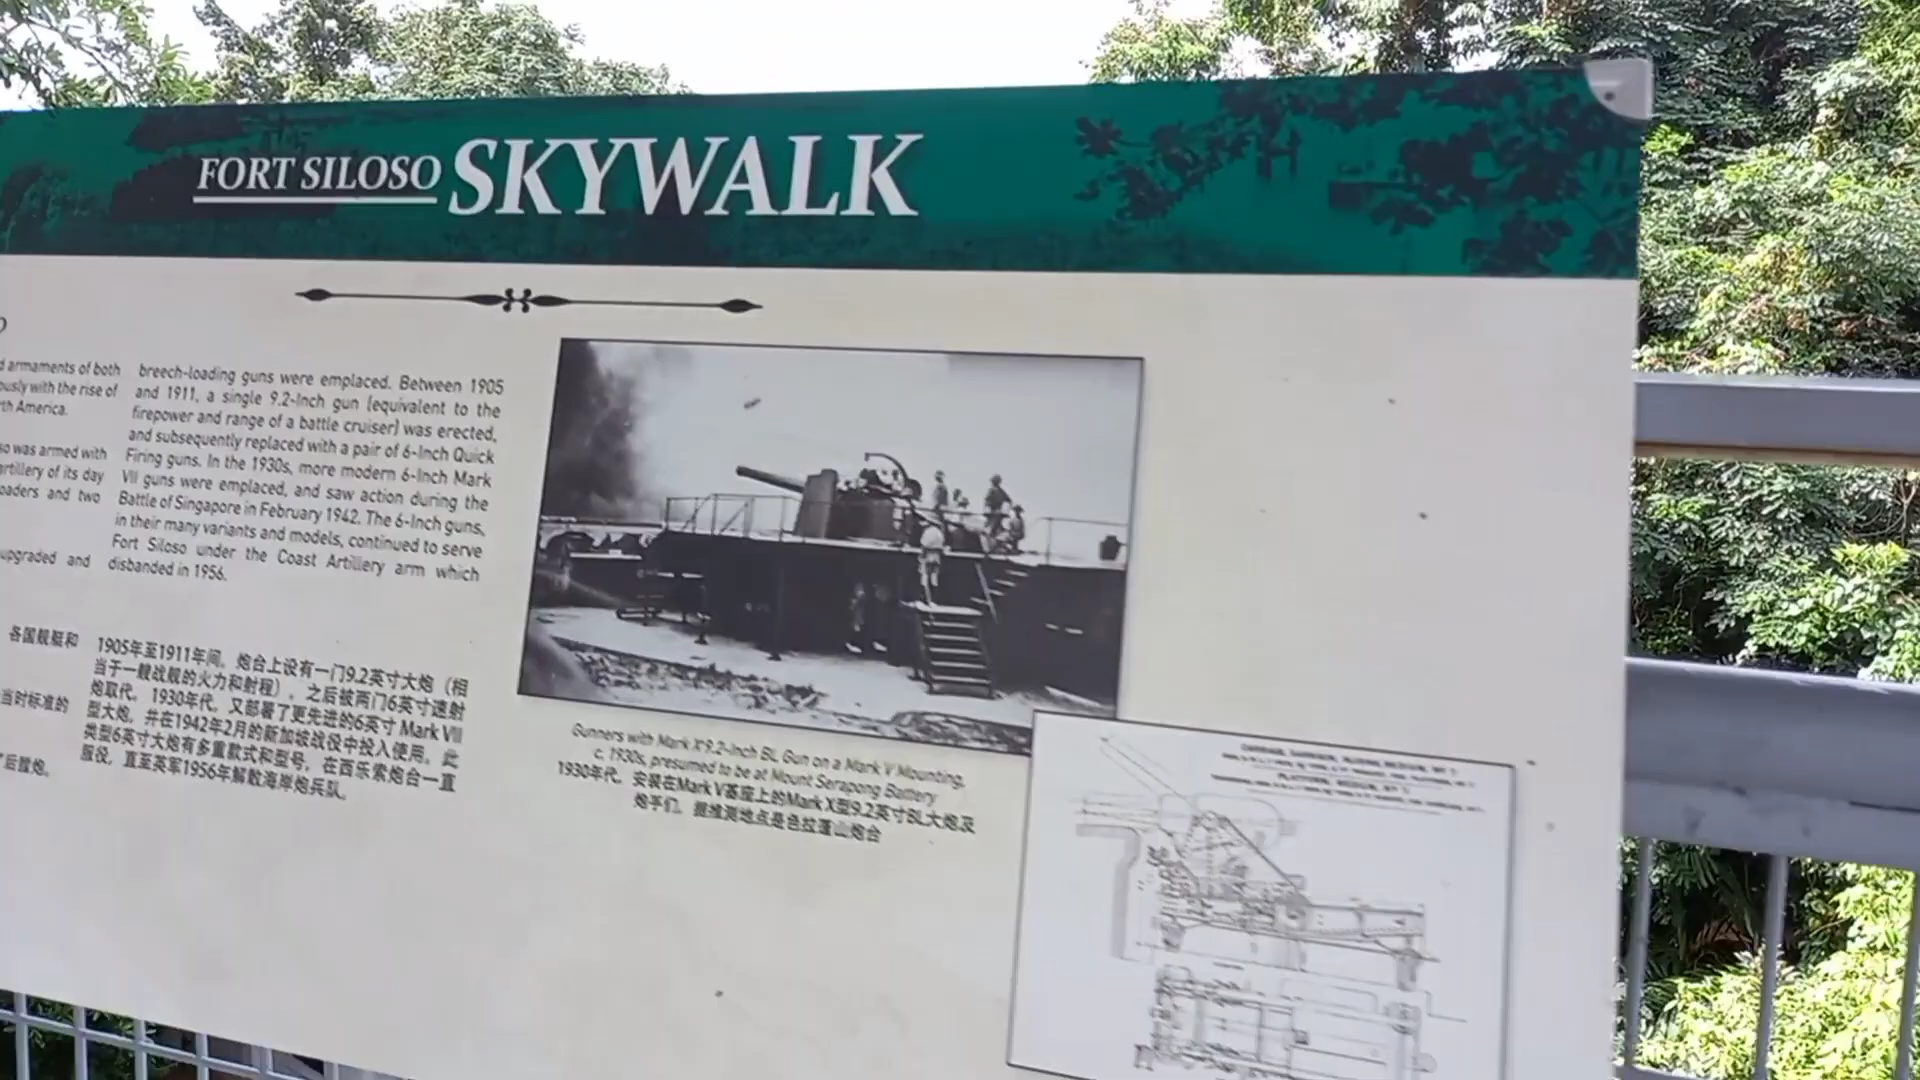 FORT SILOSO SKYWALK
armaments of both
ously with the rise of
America.
so was armed with
artillery of its day
oaders and two
upgraded and
breech-loading guns were emplaced. Between 1905
and 1911, a single 9.2-Inch gun (equivalent to the
firepower and range of a battle cruiser) was erected,
and subsequently replaced with a pair of 6-Inch Quick
Firing guns. In the 1930s, more modern 6-Inch Mark
VII guns were emplaced, and saw action during the
Battle of Singapore in February 1942. The 6-Inch guns,
in their many variants and models, continued to serve
Fort Siloso under the Coast Artillery arm which
disbanded in 1956.
各国舰艇和
当时标准的
后膛炮。
1905年至1911年间，炮台上设有一门9.2英寸大炮（相
当于一艘战舰的火力和射程），之后被两门6英寸速射
炮取代。1930年代，又部署了更先进的6英寸 Mark VII
型大炮，并在1942年2月的新加坡战役中投入使用。此
类型6英寸大炮有多重款式和型号，在西乐索炮台一直
服役，直至英军1956年解散海岸炮兵队。
Gunners with Mark X 9.2-Inch BL Gun on a Mark V Mounting,
c. 1930s, presumed to be at Mount Serapong Battery
1930年代，安装在Mark V基座上的Mark X型9.2英寸BL大炮及
炮手们。据推测地点是色拉蓬山炮台